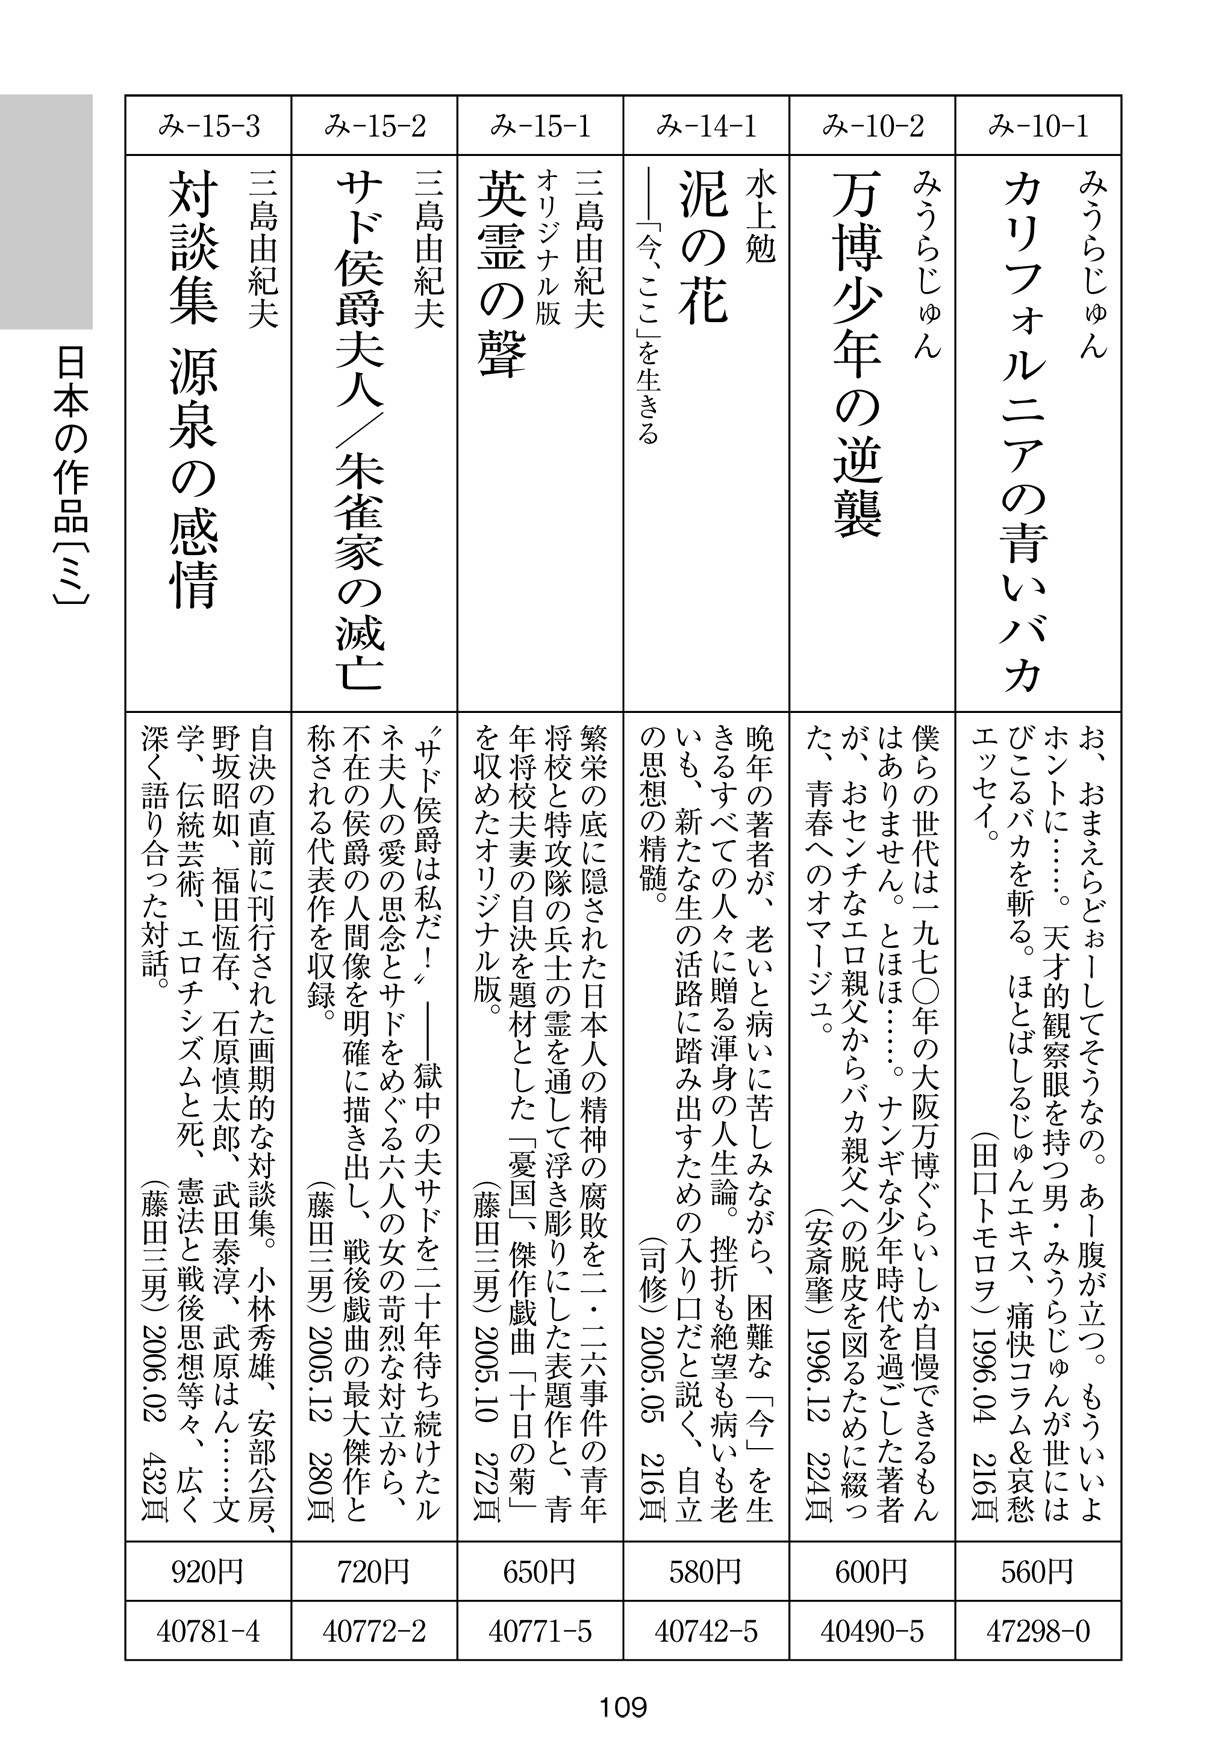 み-10-1
みうらじゅん
カリフォルニアの青いバカ
お、おまえらどぉーしてそうなの。あー腹が立つ。もういいよ
ホントに……。天才的観察眼を持つ男・みうらじゅんが世には
びこるバカを斬る。ほとばしるじゅんエキス、痛快コラム＆哀愁
エッセイ。
（田口トモロヲ）1996.04 216頁
560円
47298-0
み-10-2
みうらじゅん
万博少年の逆襲
僕らの世代は一九七〇年の大阪万博ぐらいしか自慢できるもん
はありません。とほほ……。ナンギな少年時代を過ごした著者
が、おセンチなエロ親父からバカ親父への脱皮を図るために綴っ
た、青春へのオマージュ。
（安斎肇）1996.12 224頁
600円
40490-5
み-14-1
水上勉
泥の花
――「今、ここ」を生きる
晩年の著者が、老いと病いに苦しみながら、困難な「今」を生
きるすべての人々に贈る渾身の人生論。挫折も絶望も病いも老
いも、新たな生の活路に踏み出すための入り口だと説く、自立
の思想の精髄。
（司修）2005.05 216頁
580円
40742-5
み-15-1
三島由紀夫
オリジナル版
英霊の聲
繁栄の底に隠された日本人の精神の腐敗を二・二六事件の青年
将校と特攻隊の兵士の霊を通して浮き彫りにした表題作と、青
年将校夫妻の自決を題材とした「憂国」、傑作戯曲「十日の菊」
を収めたオリジナル版。
（藤田三男）2005.10 272頁
650円
40771-5
み-15-2
三島由紀夫
サド侯爵夫人／朱雀家の滅亡
〝サド侯爵は私だ！〟――獄中の夫サドを二十年待ち続けたル
ネ夫人の愛の思念とサドをめぐる六人の女の苛烈な対立から、
不在の侯爵の人間像を明確に描き出し、戦後戯曲の最大傑作と
称される代表作を収録。
（藤田三男）2005.12 280頁
720円
40772-2
み-15-3
三島由紀夫
対談集 源泉の感情
自決の直前に刊行された画期的な対談集。小林秀雄、安部公房、
野坂昭如、福田恆存、石原慎太郎、武田泰淳、武原はん……文
学、伝統芸術、エロチシズムと死、憲法と戦後思想等々、広く
深く語り合った対話。
（藤田三男）2006.02 432頁
920円
40781-4
日本の作品〔ミ〕
109